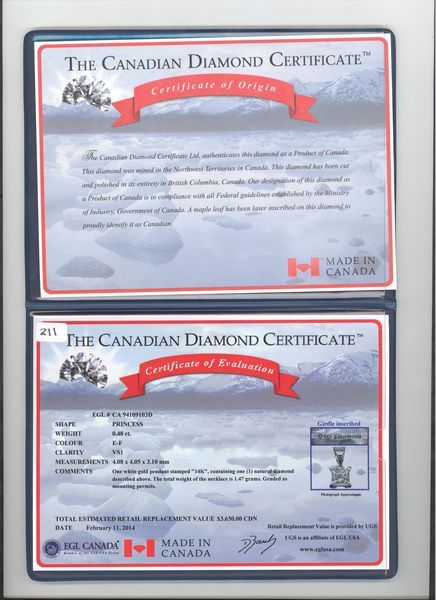 THE CANADIAN DIAMOND CERTIFICATE™
Certificate of Origin
The Canadian Diamond Certificate Ltd. authenticates this diamond as a Product of Canada.
This diamond was mined in the Northwest Territories in Canada. This diamond has been cut
and polished in its entirety in British Columbia, Canada. Our designation of this diamond as
a Product of Canada is in compliance with all Federal guidelines established by the Ministry
of Industry, Government of Canada. A maple leaf has been laser inscribed on this diamond to
proudly identify it as Canadian.
MADE IN
CANADA
211
THE CANADIAN DIAMOND CERTIFICATE™
Certificate of Evaluation
EGL # CA 94109103D
SHAPE PRINCESS
WEIGHT 0.48 ct.
COLOUR E-F
CLARITY VS1
MEASUREMENTS 4.08 x 4.05 x 3.10 mm
COMMENTS One white gold pendant stamped "14K", containing one (1) natural diamond
described above. The total weight of the necklace is 1.47 grams. Graded as
mounting permits.
Girdle inscribed
Photograph Approximate
TOTAL ESTIMATED RETAIL REPLACEMENT VALUE $3,650.00 CDN
DATE February 11, 2014
Retail Replacement Value is provided by UGS
EGL CANADA
Member of the EGL-USA Group
MADE IN
CANADA
UGS is an affiliate of EGL USA
www.eglusa.com